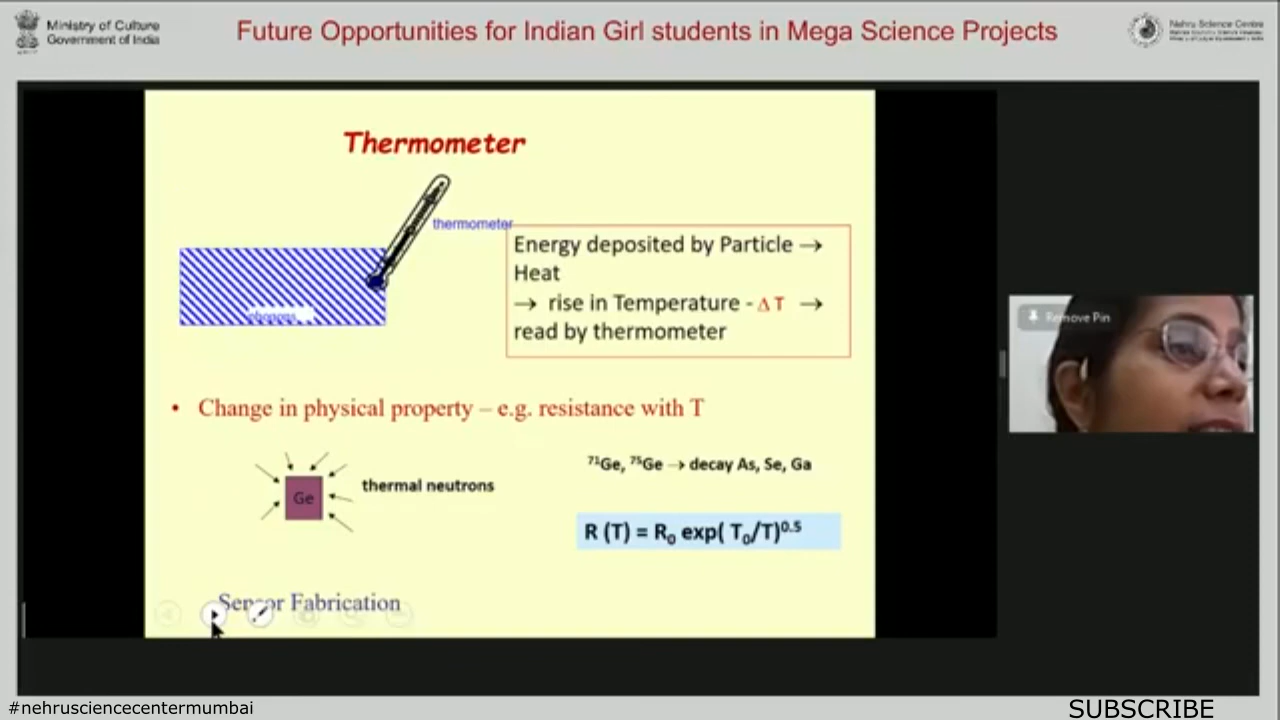 Ministry of Culture
Government of India
Future Opportunities for Indian Girl students in Mega Science Projects
Nehru Science Centre
Thermometer
thermometer
phonons
Energy deposited by Particle →
Heat
→ rise in Temperature - Δ T →
read by thermometer
Remove Pin
• Change in physical property – e.g. resistance with T
Ge
thermal neutrons
⁷¹Ge, ⁷⁵Ge → decay As, Se, Ga
R (T) = R₀ exp( T₀/T)⁰·⁵
Sensor Fabrication
#nehrusciencecentermumbai
SUBSCRIBE